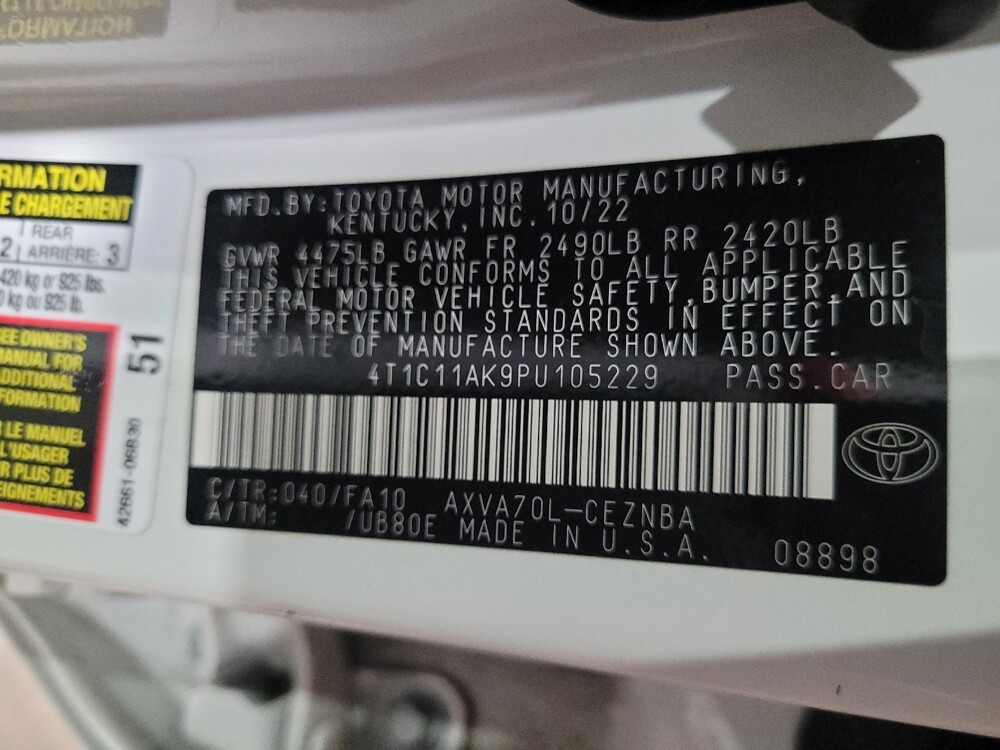 RMATION
E CHARGEMENT
REAR
2 ARRIÈRE: 3
420 kg or 925 lbs.
0 kg ou 925 lb.
EE OWNER'S
MANUAL FOR
ADDITIONAL
FORMATION
LE MANUEL
L'USAGER
R PLUS DE
EIGNEMENTS
51
42661-06B30
MFD.BY:TOYOTA MOTOR MANUFACTURING,
KENTUCKY,INC.10/22
GVWR 4475LB GAWR FR 2490LB RR 2420LB
THIS VEHICLE CONFORMS TO ALL APPLICABLE
FEDERAL MOTOR VEHICLE SAFETY,BUMPER,AND
THEFT PREVENTION STANDARDS IN EFFECT ON
THE DATE OF MANUFACTURE SHOWN ABOVE.
4T1C11AK9PU105229 PASS.CAR
C/TR:040/FA10 AXVA70L-CEZNBA
A/TM: /UB80E MADE IN U.S.A. 08898